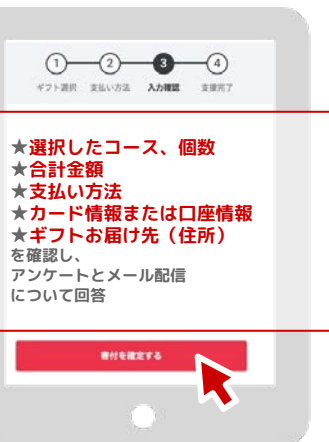 1 2 3 4
ギフト選択 支払い方法 入力確認 支援完了
★選択したコース、個数
★合計金額
★支払い方法
★カード情報または口座情報
★ギフトお届け先（住所）
を確認し、
アンケートとメール配信
について回答
寄付を確定する